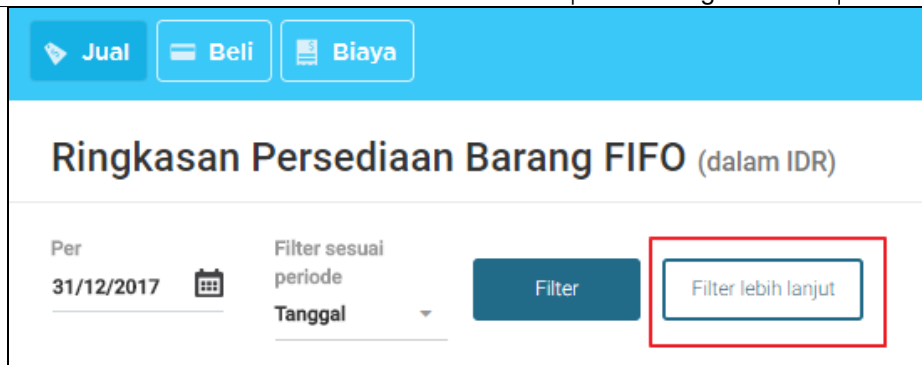 Jual Beli Biaya
Ringkasan Persediaan Barang FIFO (dalam IDR)
Per
31/12/2017
Filter sesuai
periode
Tanggal
Filter
Filter lebih lanjut